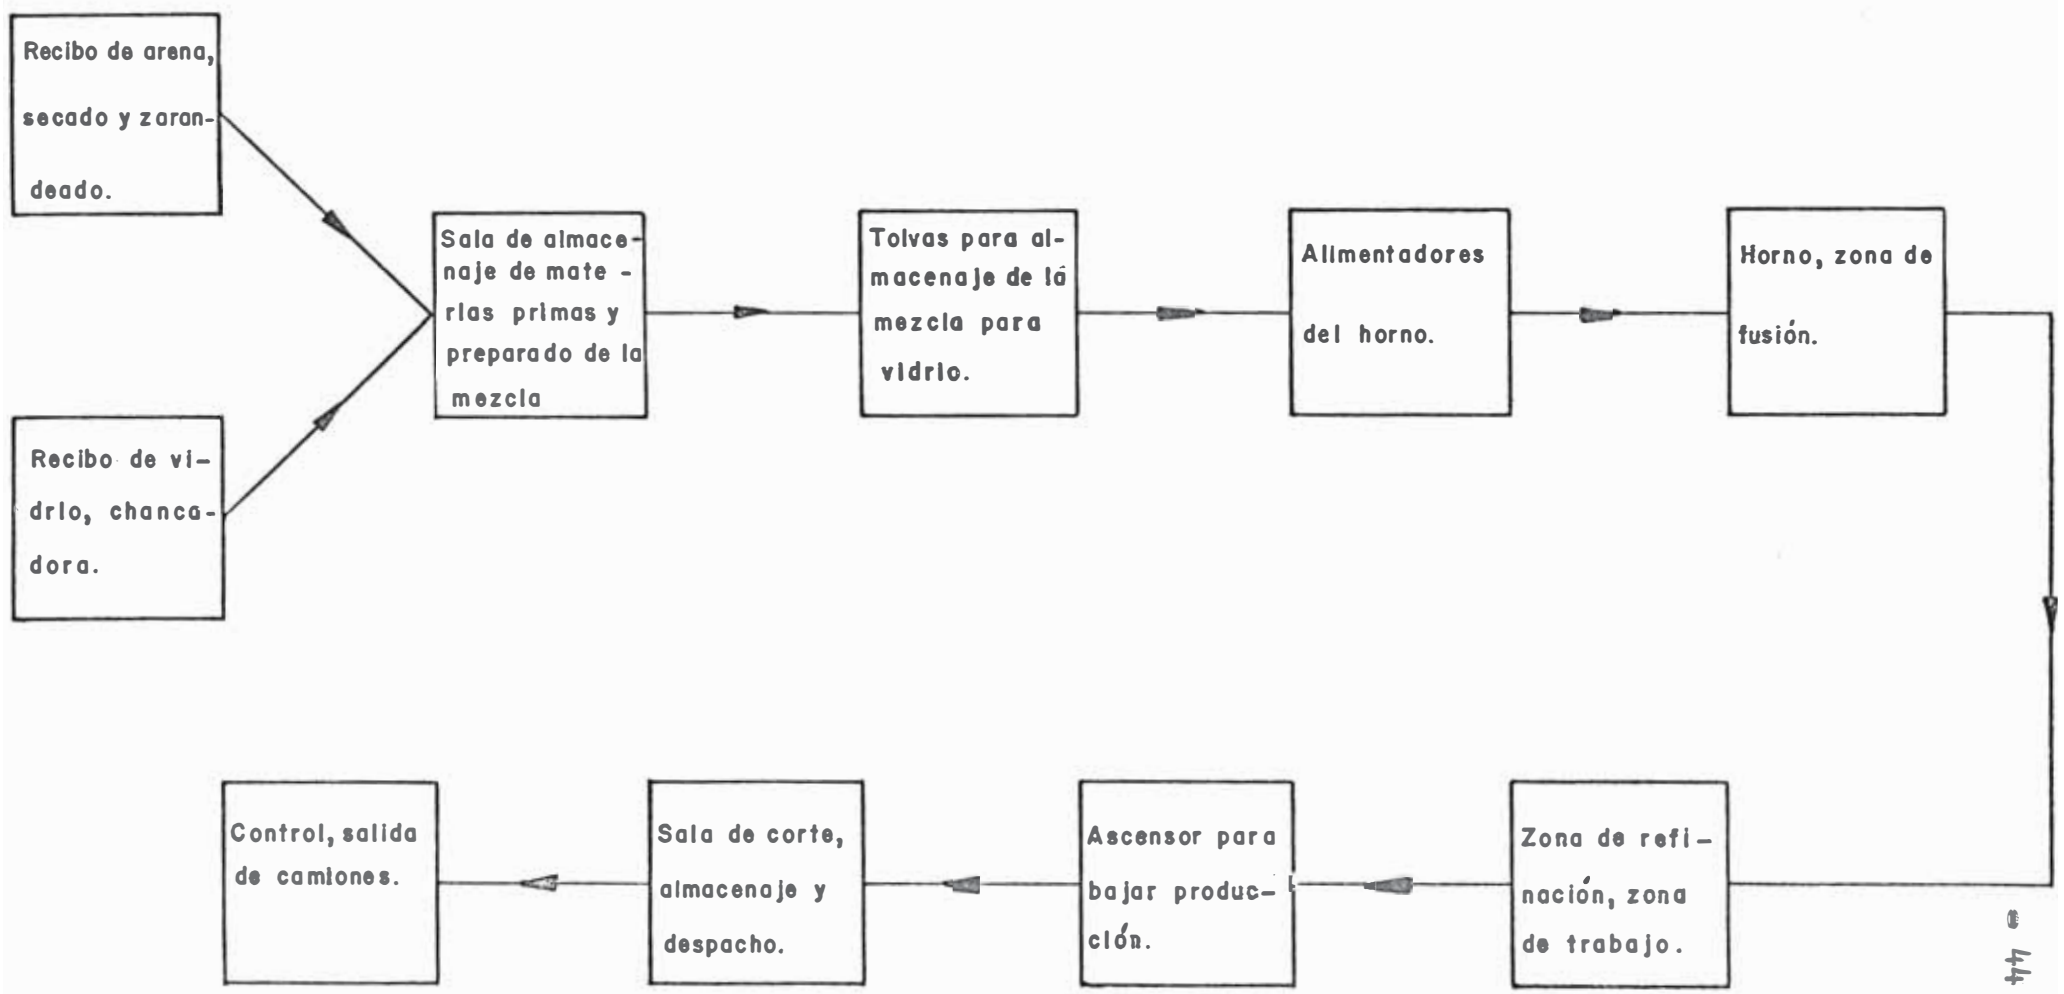 Recibo de arena,
secado y zaran-
deado.
Recibo de vi-
drio, chanca-
dora.
Sala de almace-
naje de mate -
rias primas y
preparado de la
mezcla
Tolvas para al-
macenaje de la
mezcla para
vidrio.
Alimentadores
del horno.
Horno, zona de
fusión.
Zona de refi-
nación, zona
de trabajo.
Ascensor para
bajar produc-
ción.
Sala de corte,
almacenaje y
despacho.
Control, salida
de camiones.
- 44